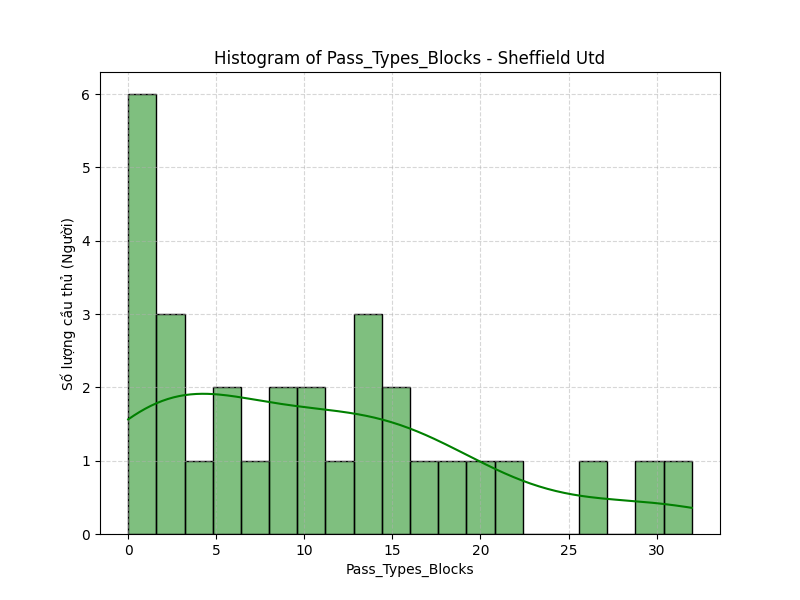 Histogram of Pass_Types_Blocks - Sheffield Utd
Số lượng cầu thủ (Người)
6
5
4
3
2
1
0
0 5 10 15 20 25 30
Pass_Types_Blocks